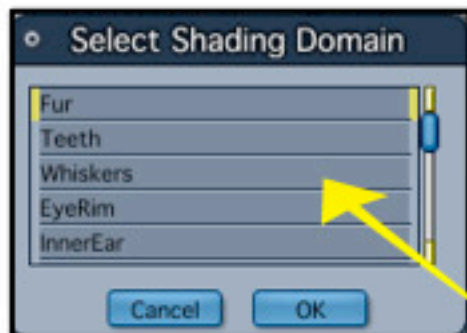 Select Shading Domain
Fur
Teeth
Whiskers
EyeRim
InnerEar
Cancel OK